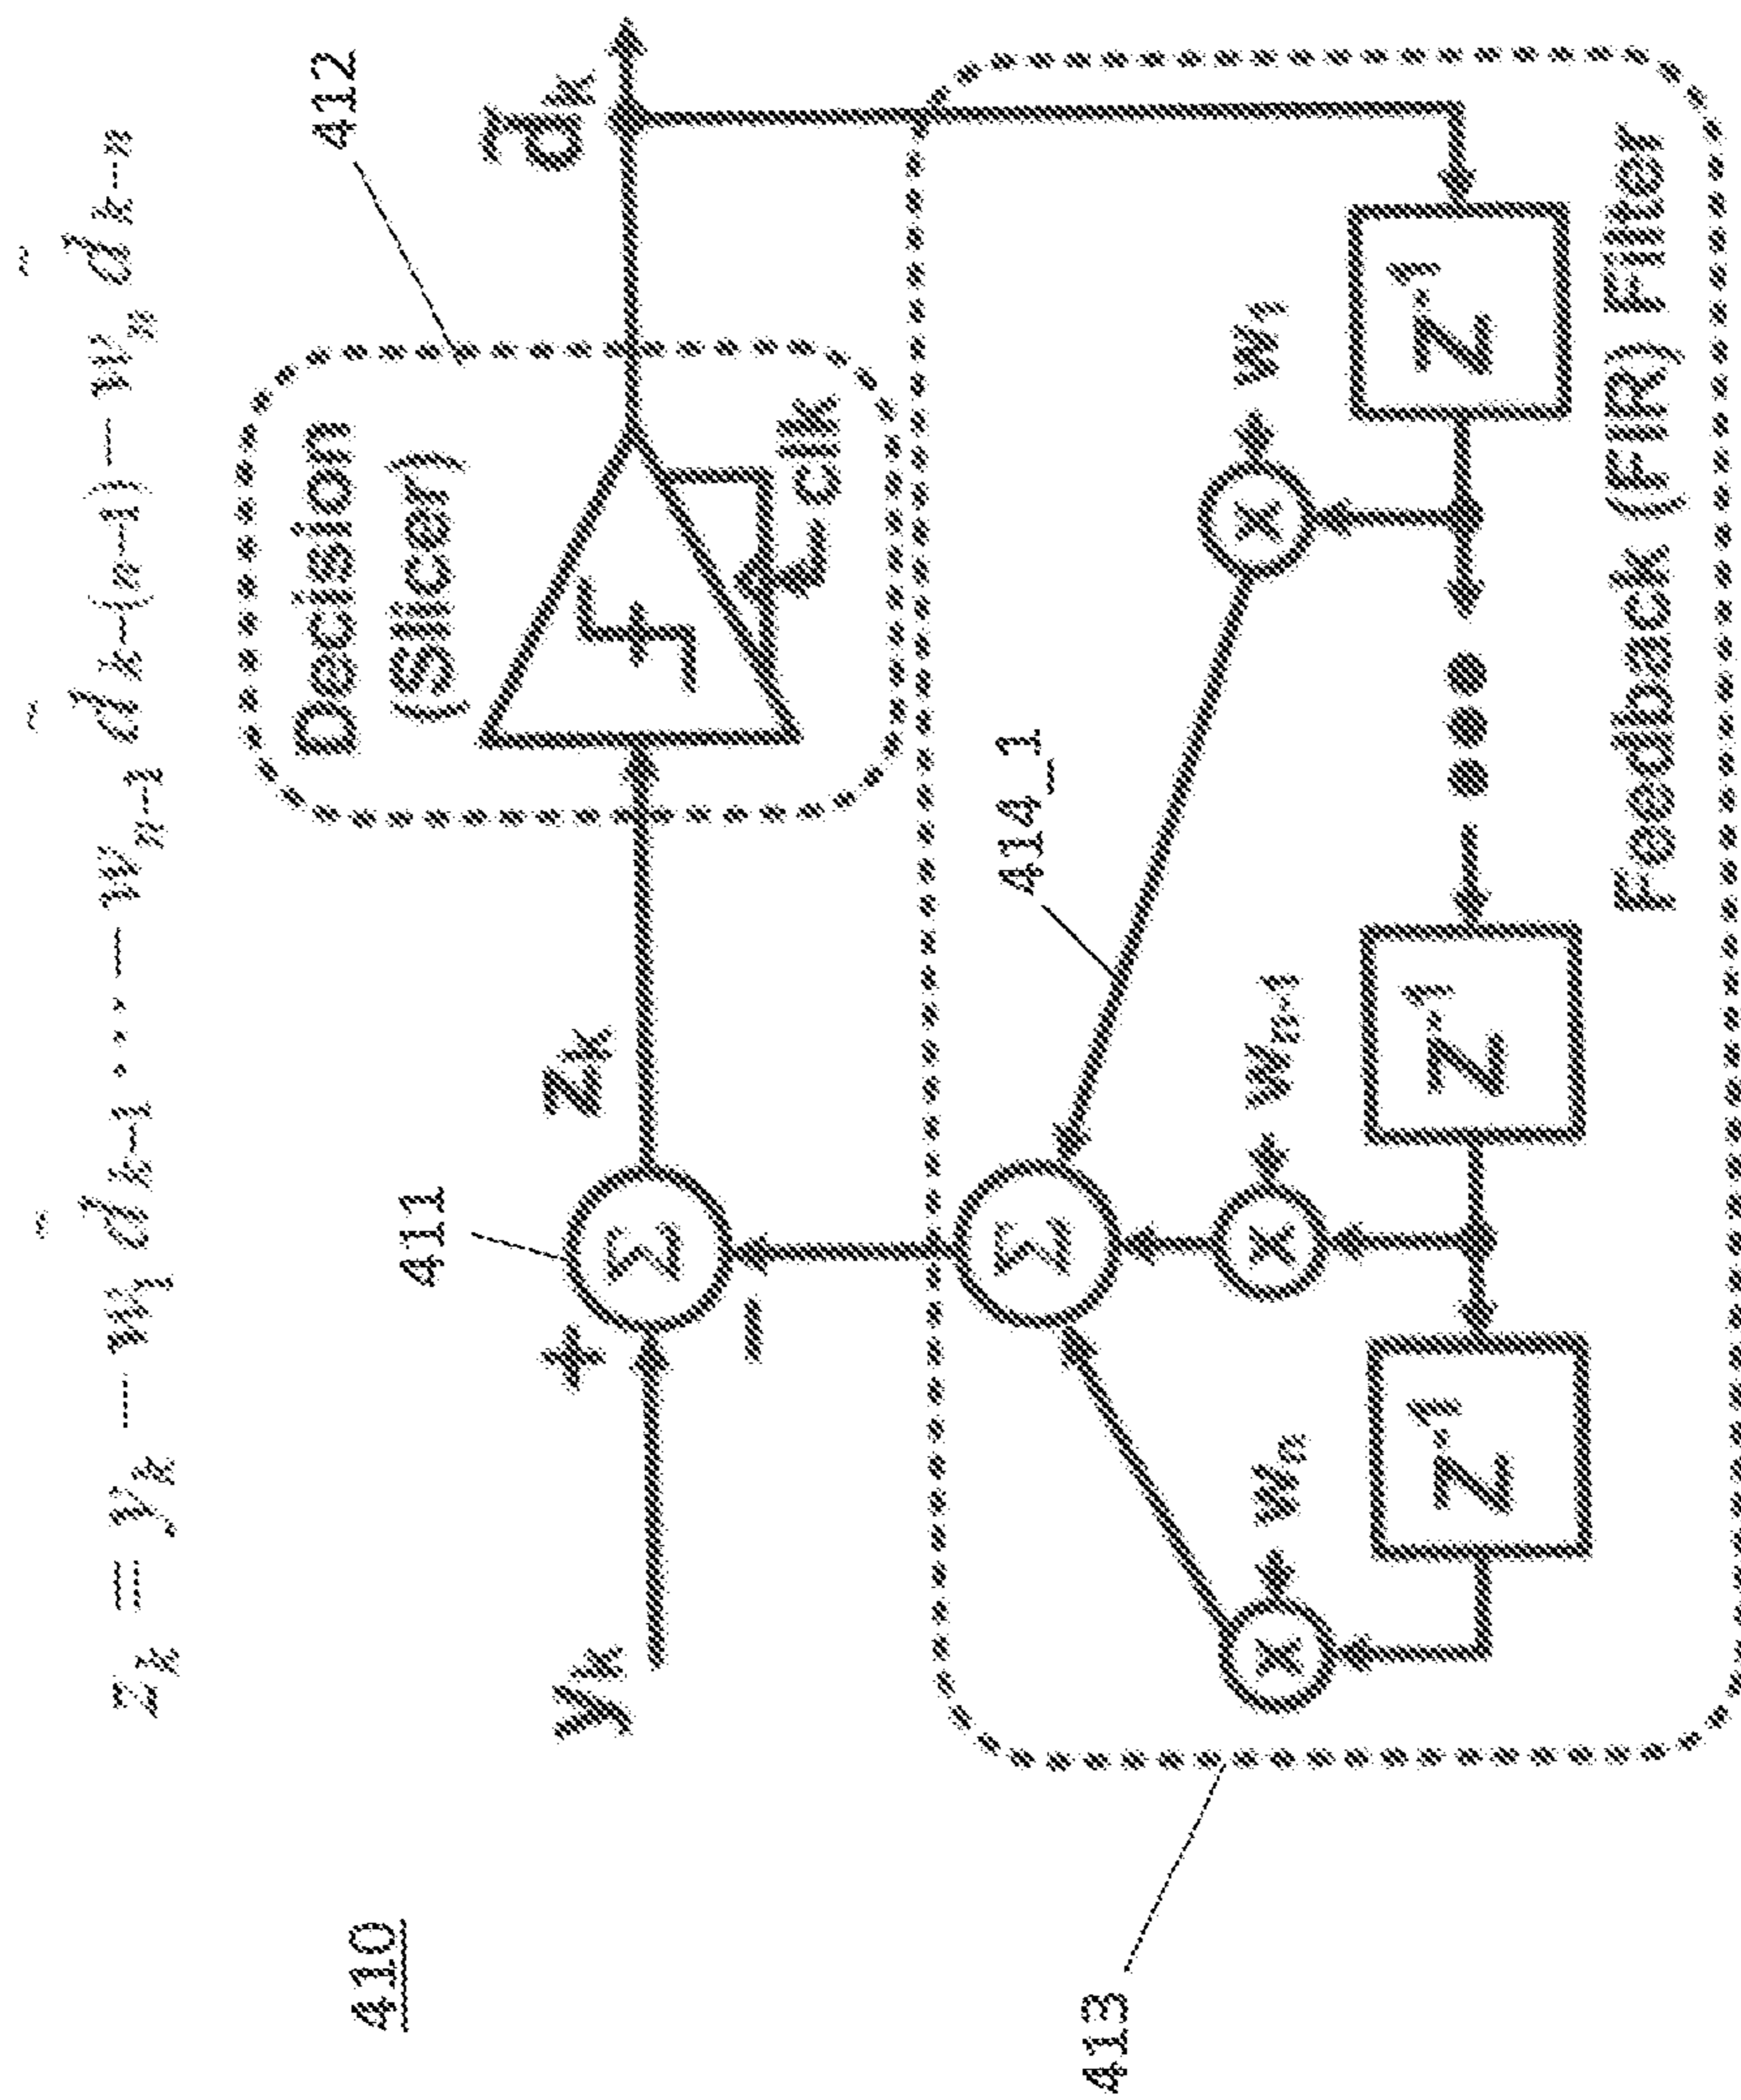 z_k = y_k — w_1 d̃_{k-1} ... — w_{n-1} d̃_{k-(n-1)} — w_n d̃_{k-n}
410
412
Decision
(Slicer)
411
y_k
+
Σ
z_k
clk
d̃_k
−
414_1
Σ
x
w_n
x
w_{n-1}
x
w_1
Z^{-1}
Z^{-1}
Z^{-1}
Feedback (FIR) Filter
413